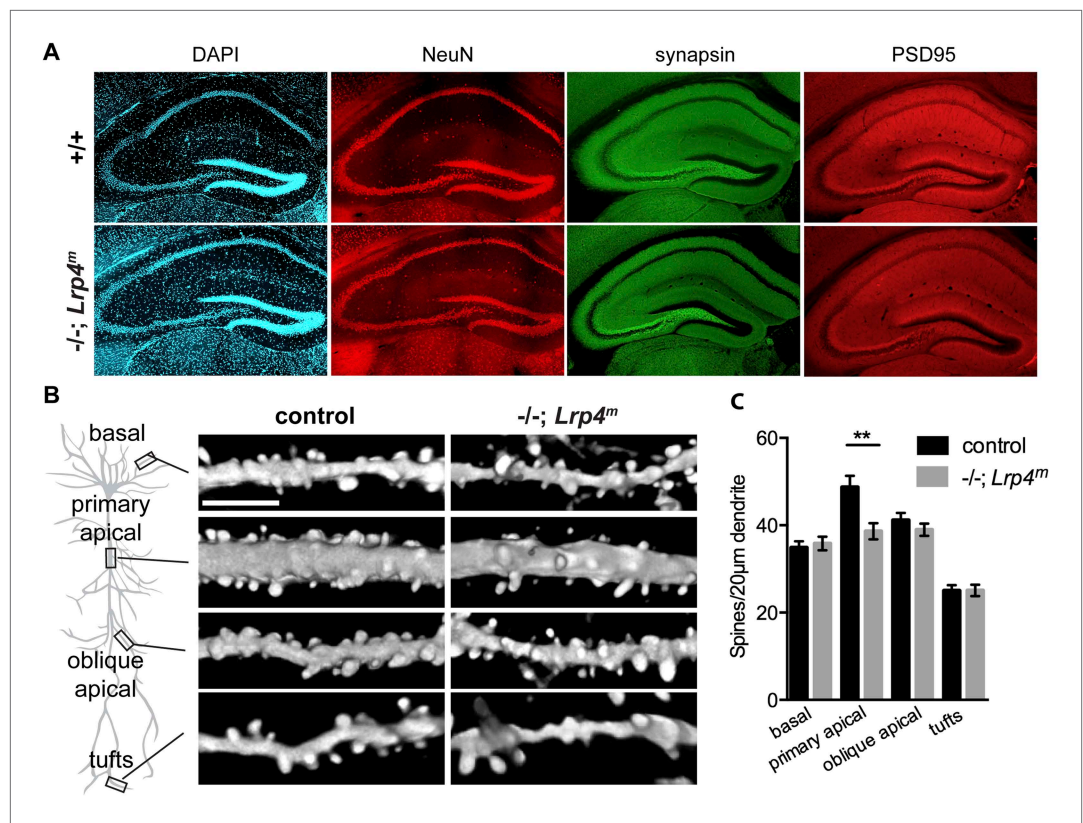 A
DAPI
NeuN
synapsin
PSD95
+/+
-/-; Lrp4ᵐ
B
control
-/-; Lrp4ᵐ
basal
primary
apical
oblique
apical
tufts
C
**
control
-/-; Lrp4ᵐ
Spines/20µm dendrite
60
40
20
0
basal
primary apical
oblique apical
tufts